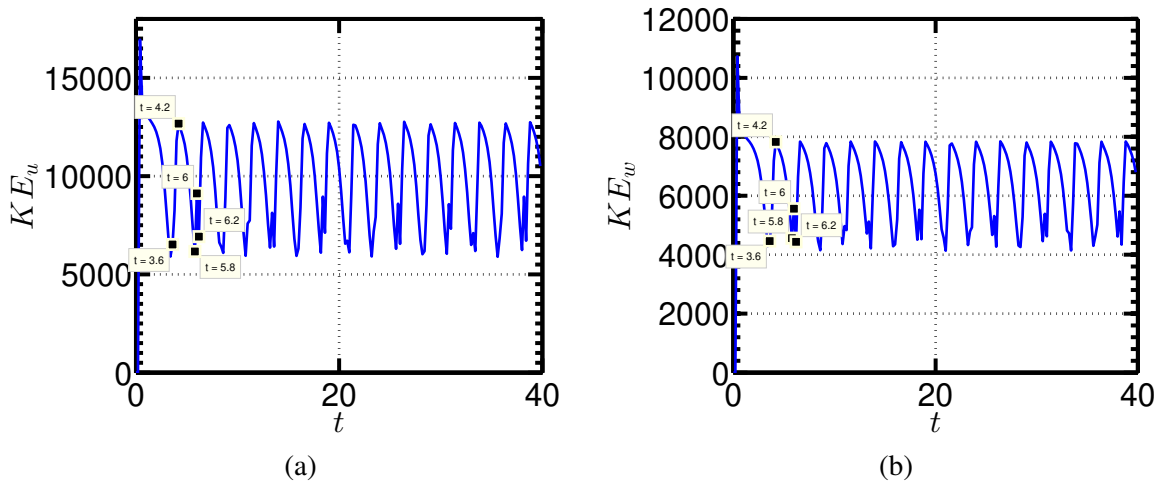 15000
10000
5000
0
0
20
40
KE_u
t
t = 4.2
t = 6
t = 6.2
t = 3.6
t = 5.8
(a)
12000
10000
8000
6000
4000
2000
0
0
20
40
KE_w
t
t = 4.2
t = 6
t = 5.8
t = 6.2
t = 3.6
(b)